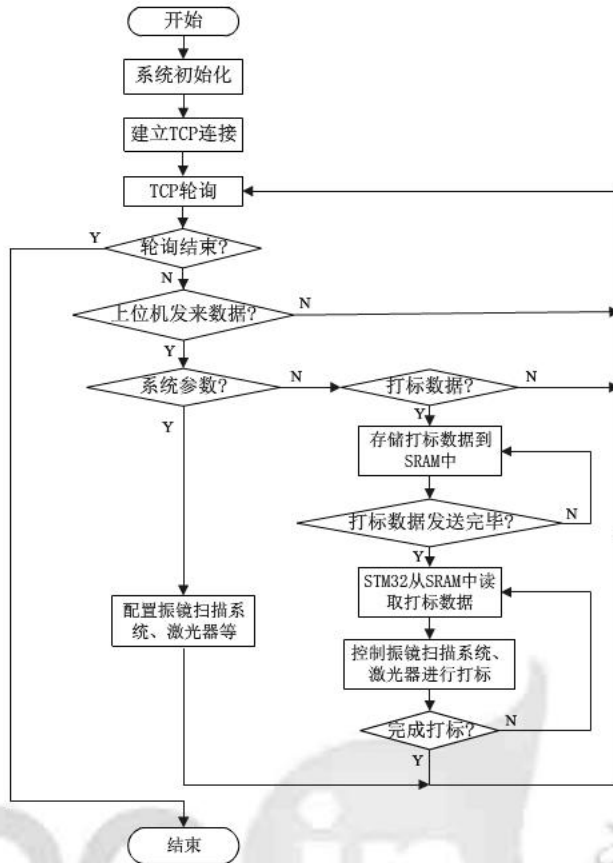 开始
系统初始化
建立TCP连接
TCP轮询
Y
轮询结束?
N
上位机发来数据?
N
Y
系统参数?
N
打标数据?
N
Y
Y
存储打标数据到
SRAM中
打标数据发送完毕?
N
Y
STM32从SRAM中读
取打标数据
配置振镜扫描系
统、激光器等
控制振镜扫描系统、
激光器进行打标
完成打标?
N
Y
结束